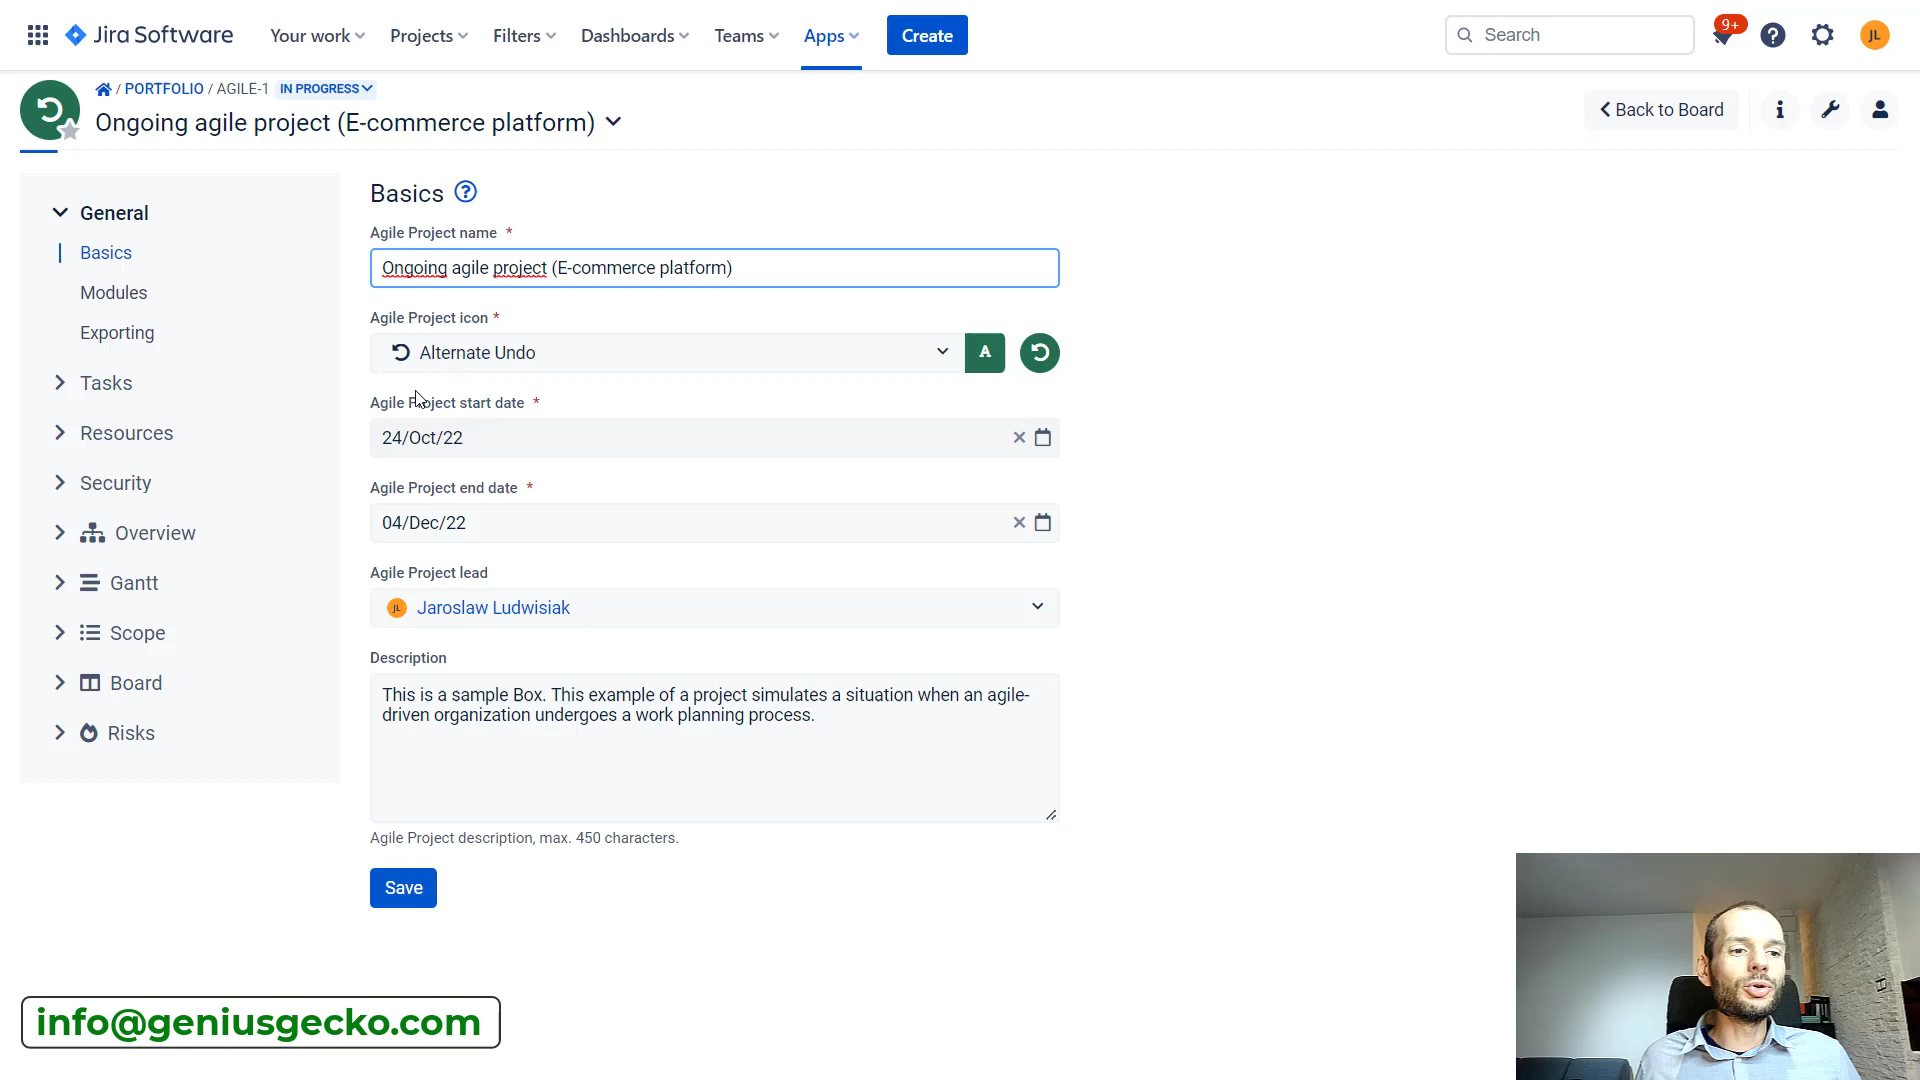 Jira Software
Your work
Projects
Filters
Dashboards
Teams
Apps
Create
Search
9+
JL
/ PORTFOLIO / AGILE-1 IN PROGRESS
Ongoing agile project (E-commerce platform)
Back to Board
General
Basics
Modules
Exporting
Tasks
Resources
Security
Overview
Gantt
Scope
Board
Risks
Basics
Agile Project name *
Ongoing agile project (E-commerce platform)
Agile Project icon *
Alternate Undo
A
Agile Project start date *
24/Oct/22
Agile Project end date *
04/Dec/22
Agile Project lead
JL Jaroslaw Ludwisiak
Description
This is a sample Box. This example of a project simulates a situation when an agile-
driven organization undergoes a work planning process.
Agile Project description, max. 450 characters.
Save
info@geniusgecko.com